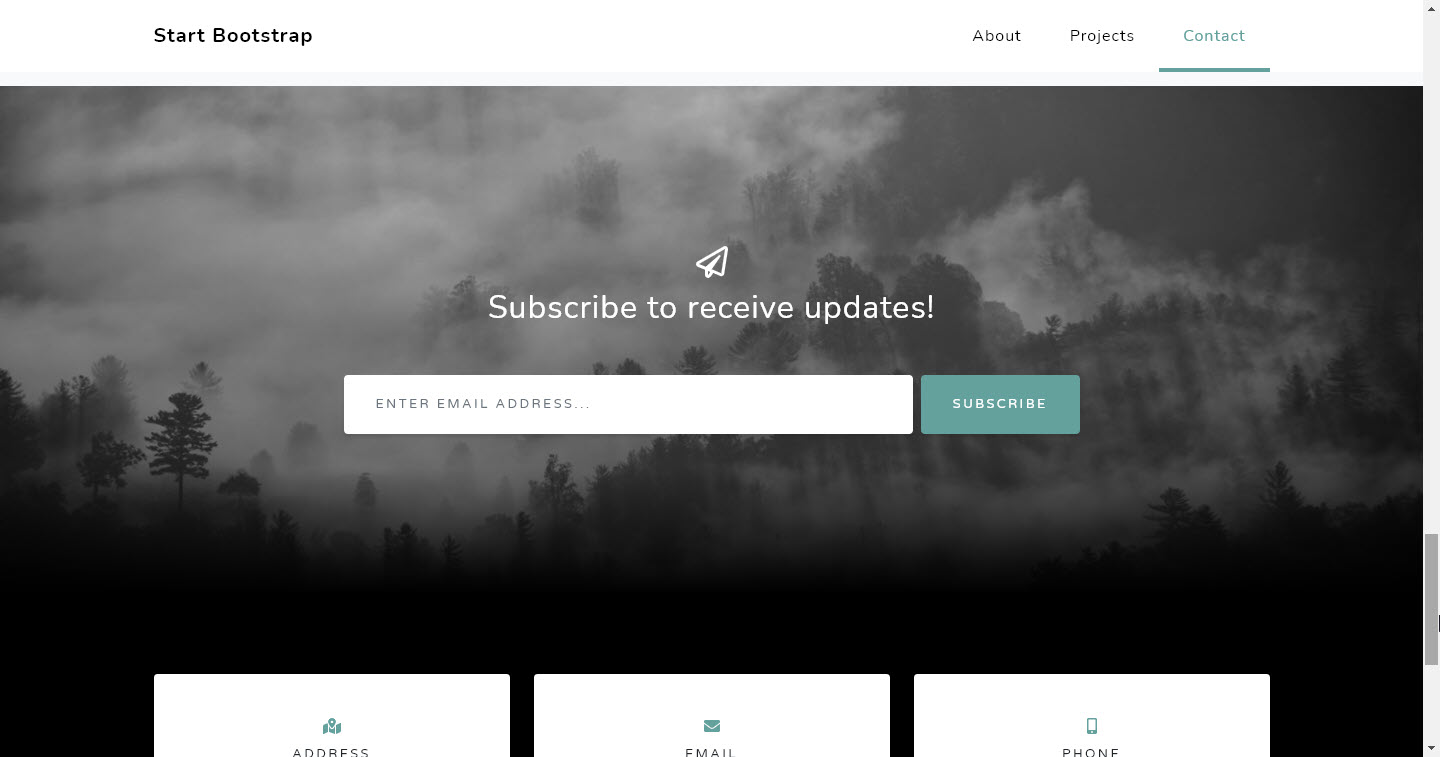 Start Bootstrap
About
Projects
Contact
Subscribe to receive updates!
ENTER EMAIL ADDRESS...
SUBSCRIBE
ADDRESS
EMAIL
PHONE